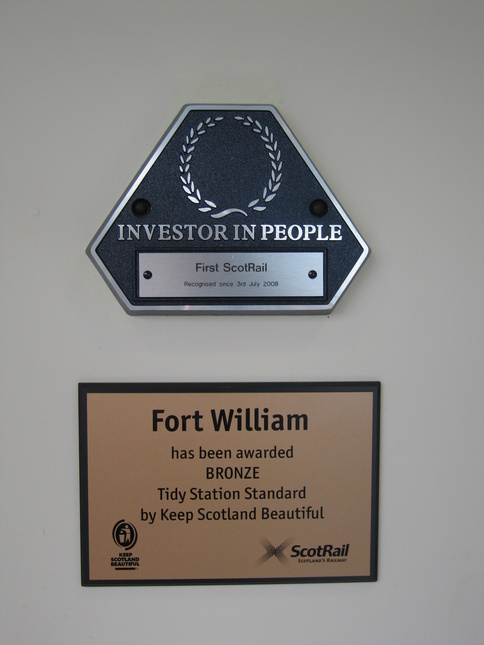 INVESTOR IN PEOPLE
First ScotRail
Recognised since 3rd July 2008
Fort William
has been awarded
BRONZE
Tidy Station Standard
by Keep Scotland Beautiful
KEEP
SCOTLAND
BEAUTIFUL
ScotRail
SCOTLAND'S RAILWAY